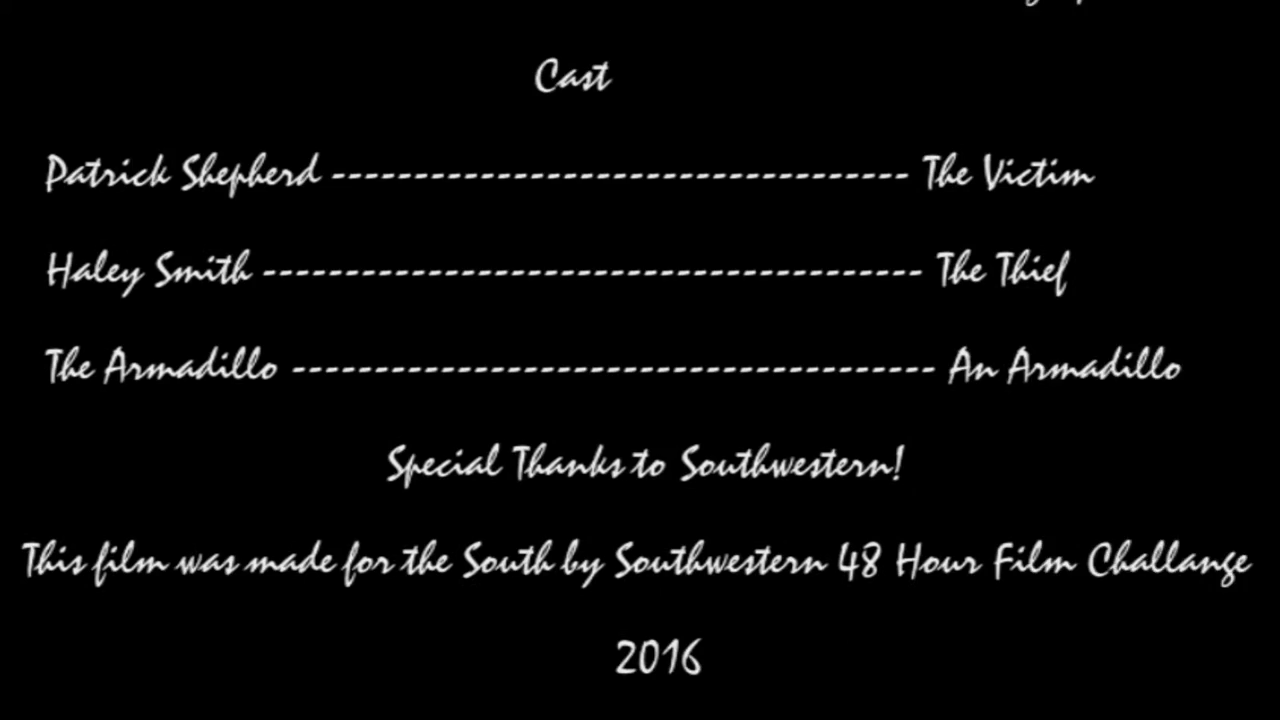 Cast
Patrick Shepherd ----------------------------------- The Victim
Haley Smith ---------------------------------------- The Thief
The Armadillo --------------------------------------- An Armadillo
Special Thanks to Southwestern!
This film was made for the South by Southwestern 48 Hour Film Challange
2016